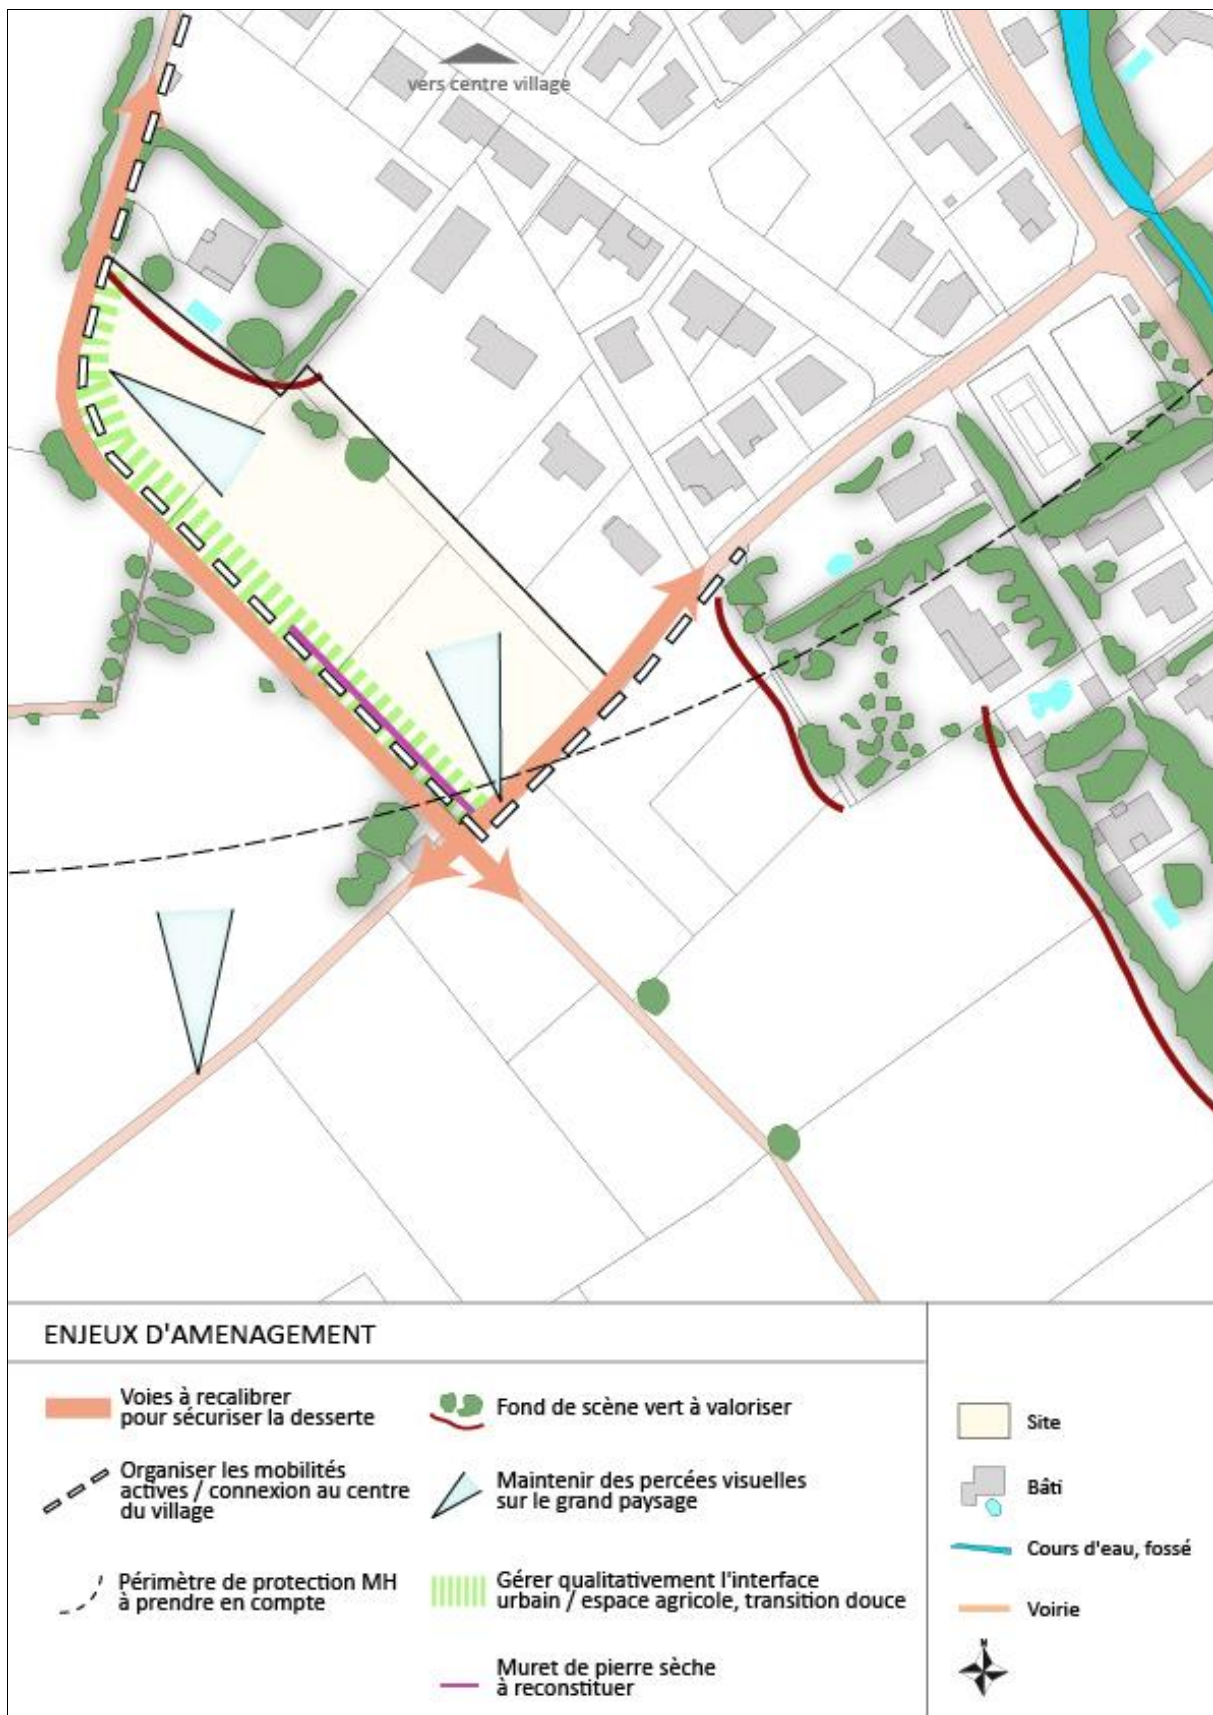 vers centre village
ENJEUX D'AMENAGEMENT
Voies à recalibrer
pour sécuriser la desserte
Organiser les mobilités
actives / connexion au centre
du village
Périmètre de protection MH
à prendre en compte
Fond de scène vert à valoriser
Maintenir des percées visuelles
sur le grand paysage
Gérer qualitativement l'interface
urbain / espace agricole, transition douce
Muret de pierre sèche
à reconstituer
Site
Bâti
Cours d'eau, fossé
Voirie
N